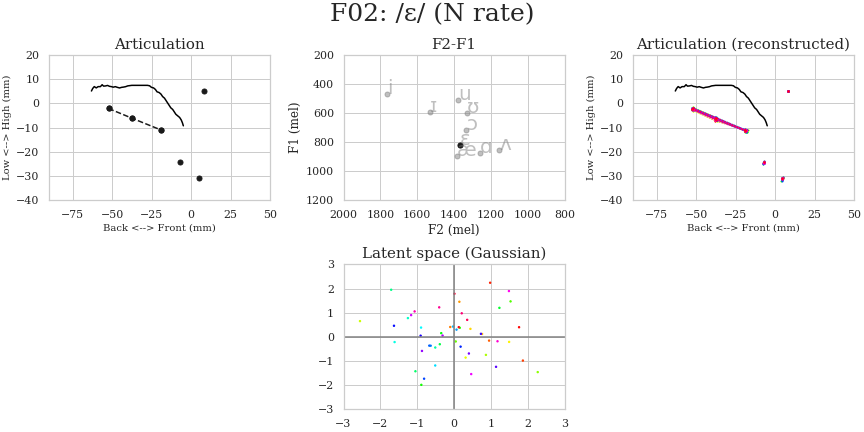 F02: /ɛ/ (N rate)
Articulation
F2-F1
Articulation (reconstructed)
Low <--> High (mm)
20
10
0
−10
−20
−30
−40
−75
−50
−25
0
25
50
Back <--> Front (mm)
F1 (mel)
200
400
600
800
1000
1200
i
u
ɪ
ʊ
ɔ
ɛ
æ
ɑ
ʌ
2000
1800
1600
1400
1200
1000
800
F2 (mel)
Low <--> High (mm)
20
10
0
−10
−20
−30
−40
−75
−50
−25
0
25
50
Back <--> Front (mm)
Latent space (Gaussian)
3
2
1
0
−1
−2
−3
−3
−2
−1
0
1
2
3